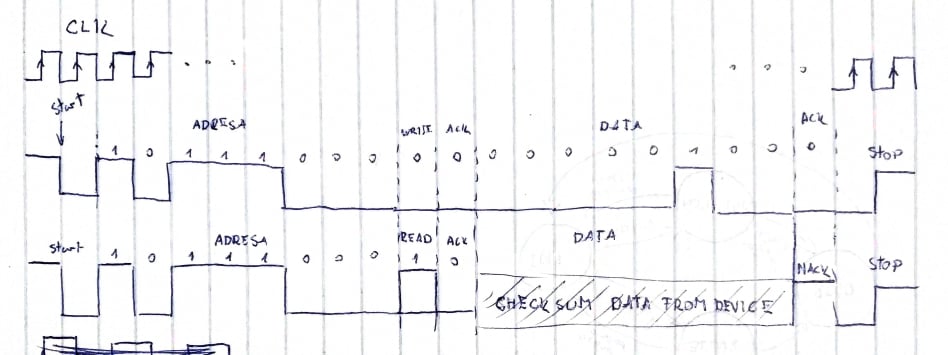 CLK
. . .
Start
ADRESA WRITE ACK DATA ACK
1 0 1 1 1 0 0 0 0 0 0 0 0 0 0 1 0 0 0 STOP
start ADRESA READ ACK DATA
1 0 1 1 1 0 0 0 1 0 NACK STOP
CHECKSUM DATA FROM DEVICE